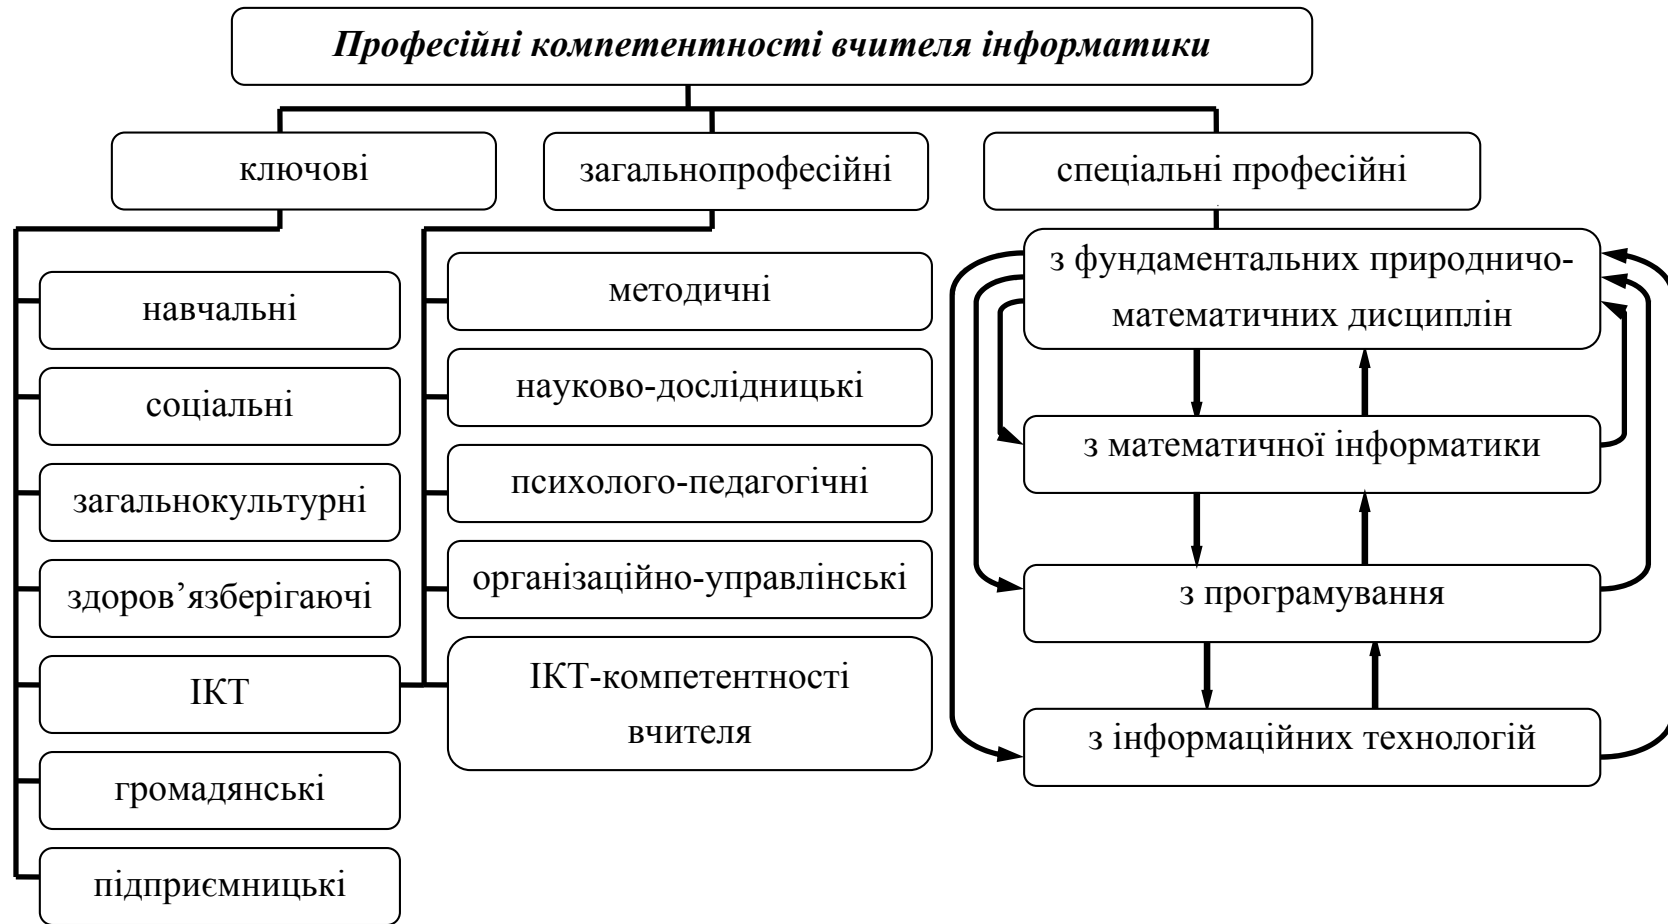 Професійні компетентності вчителя інформатики
ключові
загальнопрофесійні
спеціальні професійні
навчальні
соціальні
загальнокультурні
здоров’язберігаючі
ІКТ
громадянські
підприємницькі
методичні
науково-дослідницькі
психолого-педагогічні
організаційно-управлінські
ІКТ-компетентності
вчителя
з фундаментальних природничо-
математичних дисциплін
з математичної інформатики
з програмування
з інформаційних технологій